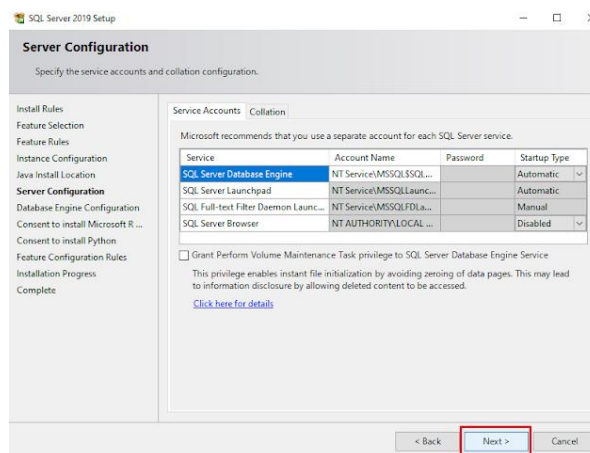 SQL Server 2019 Setup
Server Configuration
Specify the service accounts and collation configuration.
Install Rules
Feature Selection
Feature Rules
Instance Configuration
Java Install Location
Server Configuration
Database Engine Configuration
Consent to install Microsoft R ...
Consent to install Python
Feature Configuration Rules
Installation Progress
Complete
Service Accounts Collation
Microsoft recommends that you use a separate account for each SQL Server service.
Service Account Name Password Startup Type
SQL Server Database Engine NT Service\MSSQL$SQL... Automatic
SQL Server Launchpad NT Service\MSSQLLaunc... Automatic
SQL Full-text Filter Daemon Launc... NT Service\MSSQLFDLa... Manual
SQL Server Browser NT AUTHORITY\LOCAL ... Disabled
Grant Perform Volume Maintenance Task privilege to SQL Server Database Engine Service
This privilege enables instant file initialization by avoiding zeroing of data pages. This may lead
to information disclosure by allowing deleted content to be accessed.
Click here for details
< Back Next > Cancel